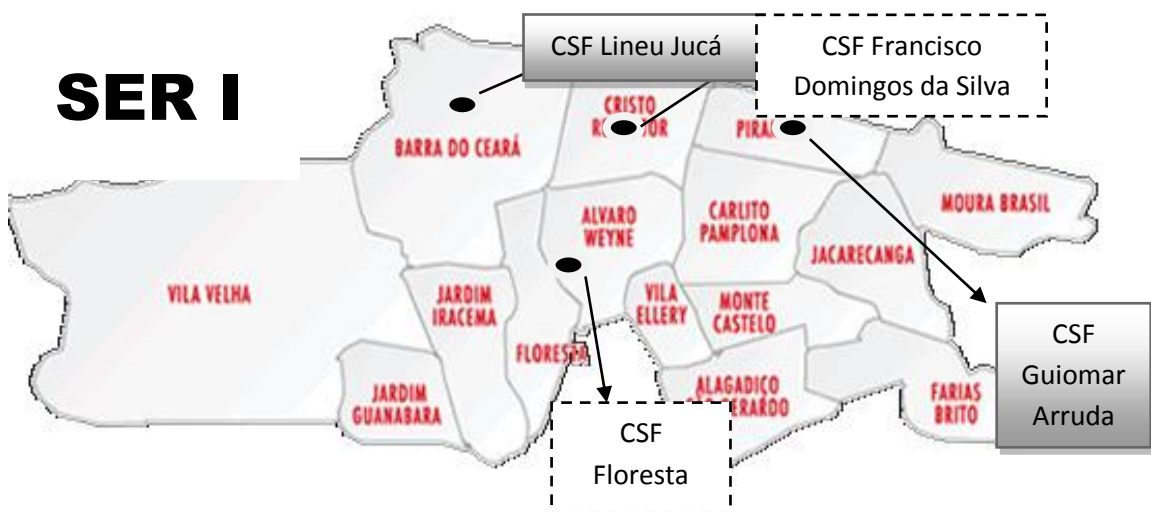 SER I
CSF Lineu Jucá
CSF Francisco
Domingos da Silva
CRISTO
BARRA DO CEARÁ
MOURA BRASIL
ALVARO
WEYNE
CARLITO
PAMPLONA
JACARECANGA
VILA VELHA
JARDIM
IRACEMA
VILA
ELLERY
MONTE
CASTELO
FLORESTA
JARDIM
GUANABARA
ALAGADIÇO
FARIAS
BRITO
CSF
Guiomar
Arruda
CSF
Floresta